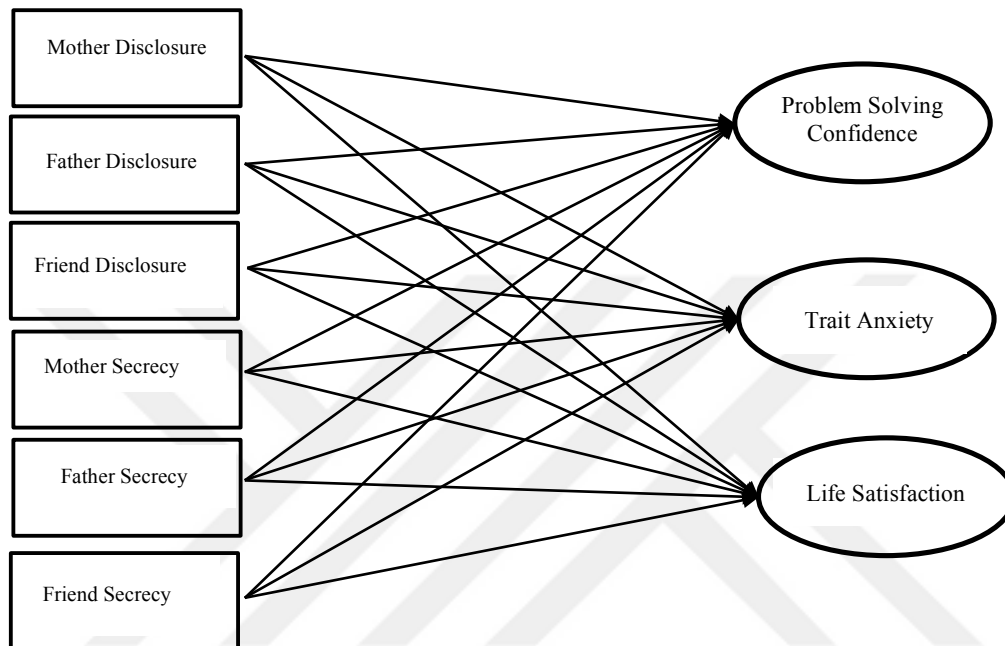 Mother Disclosure
Father Disclosure
Friend Disclosure
Mother Secrecy
Father Secrecy
Friend Secrecy
Problem Solving
Confidence
Trait Anxiety
Life Satisfaction